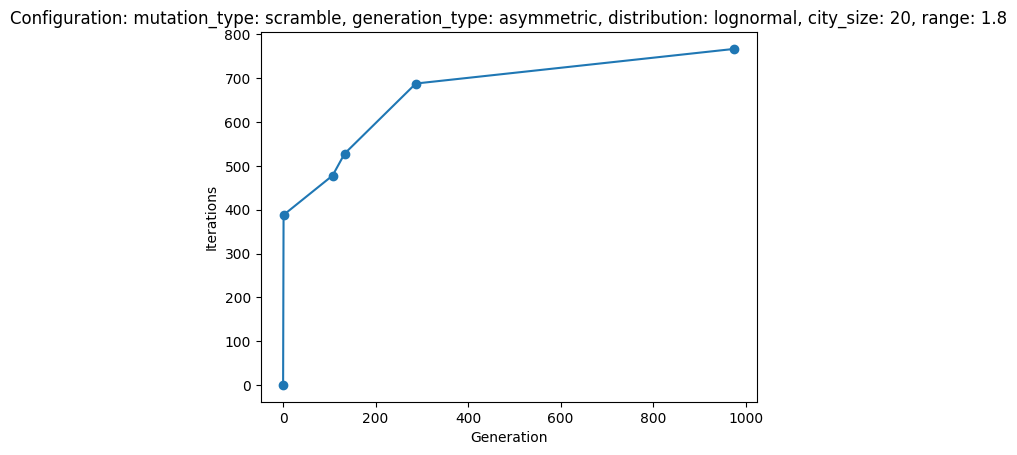 Configuration: mutation_type: scramble, generation_type: asymmetric, distribution: lognormal, city_size: 20, range: 1.8
800
700
600
500
400
300
200
100
0
Iterations
0 200 400 600 800 1000
Generation